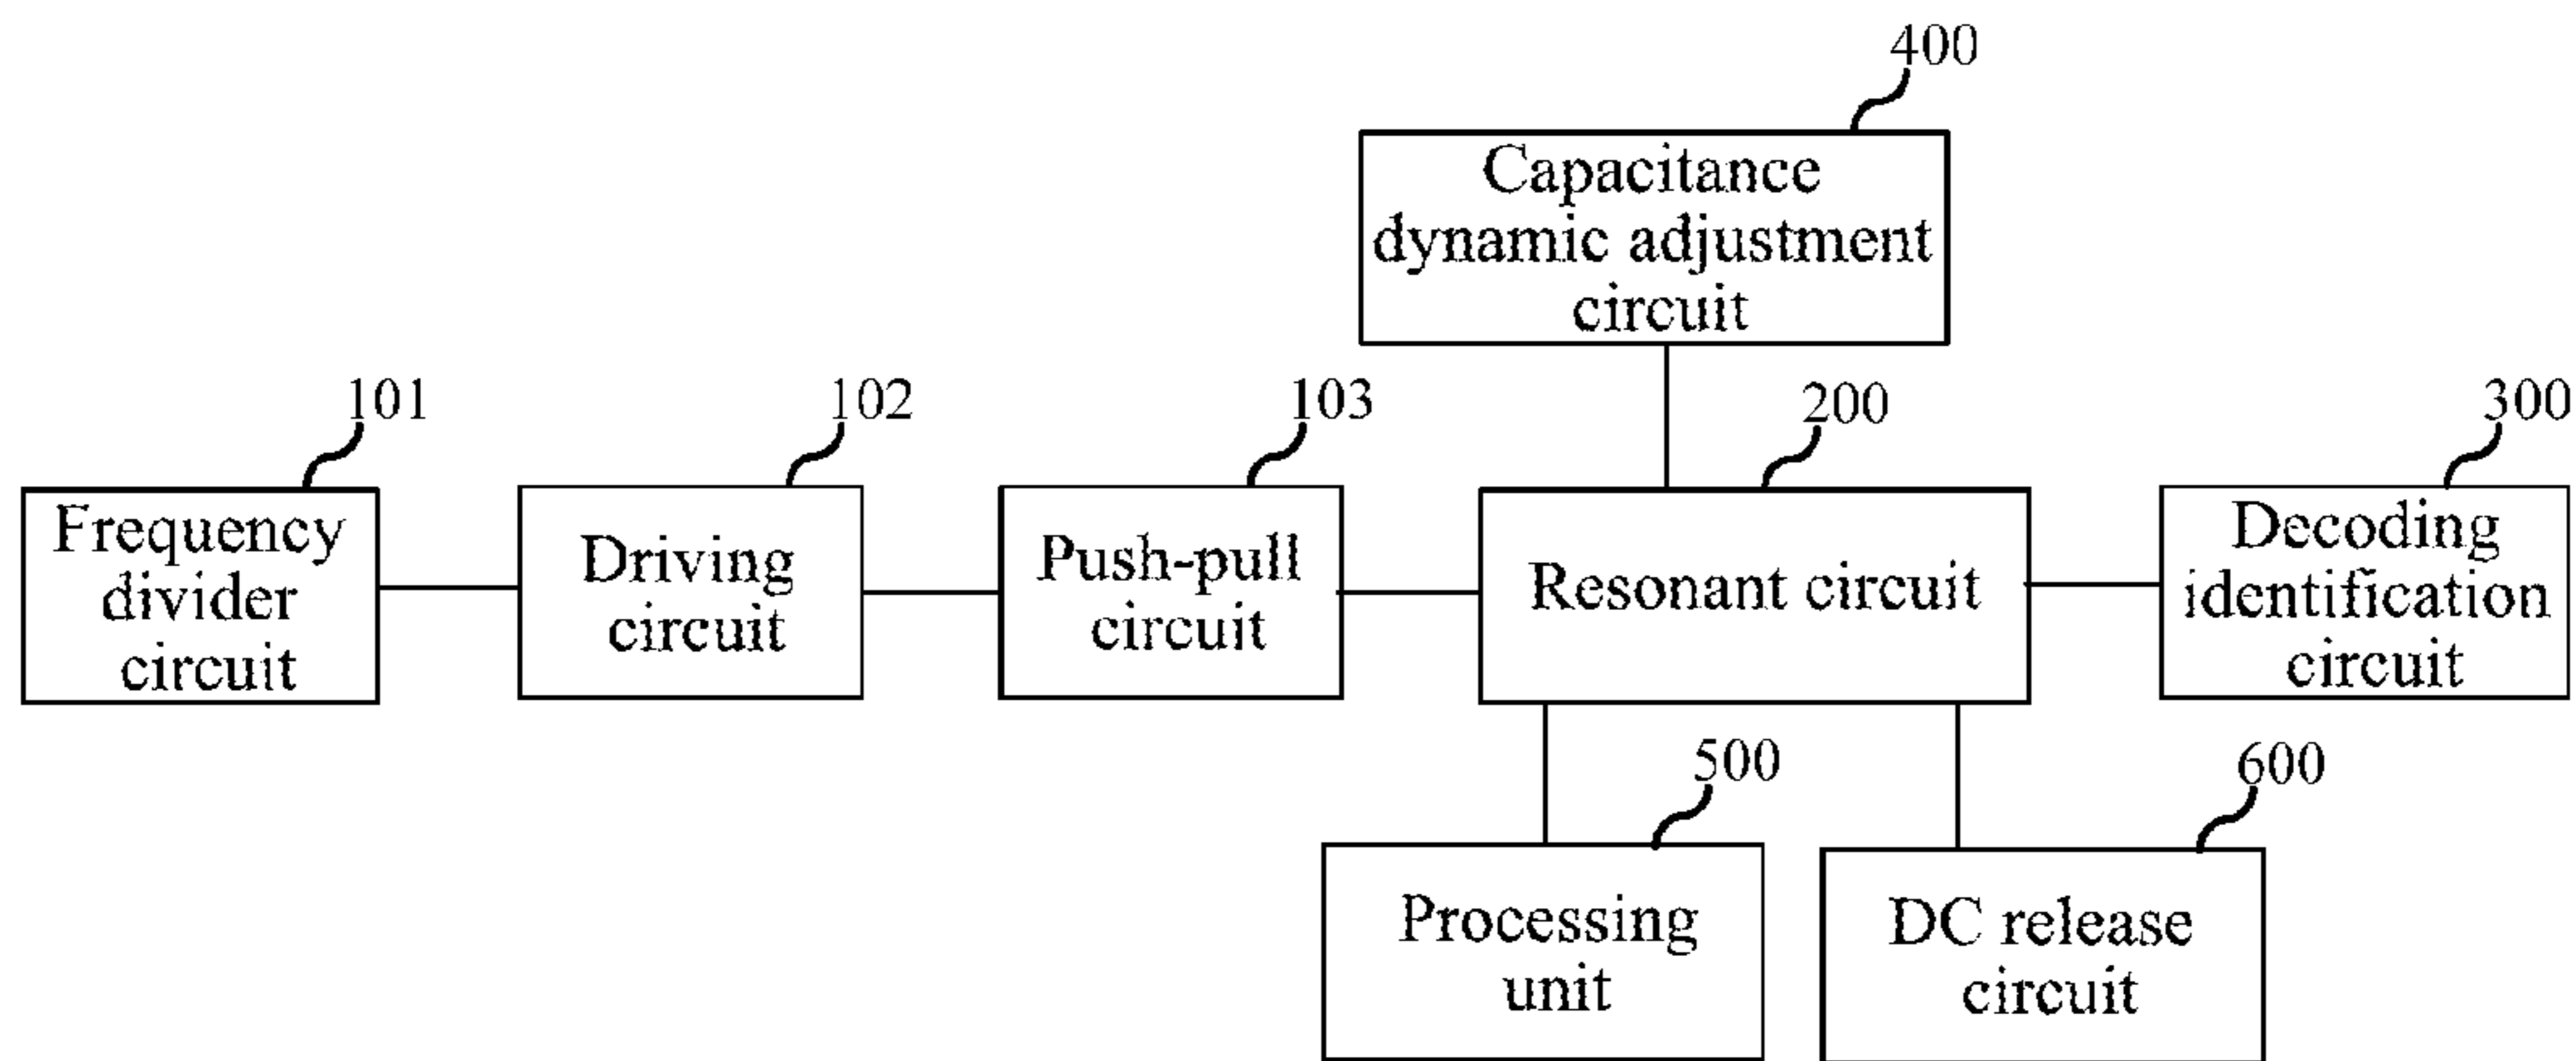 400
Capacitance
dynamic adjustment
circuit
101
102
103
200
300
Frequency
divider
circuit
Driving
circuit
Push-pull
circuit
Resonant circuit
Decoding
identification
circuit
500
600
Processing
unit
DC release
circuit